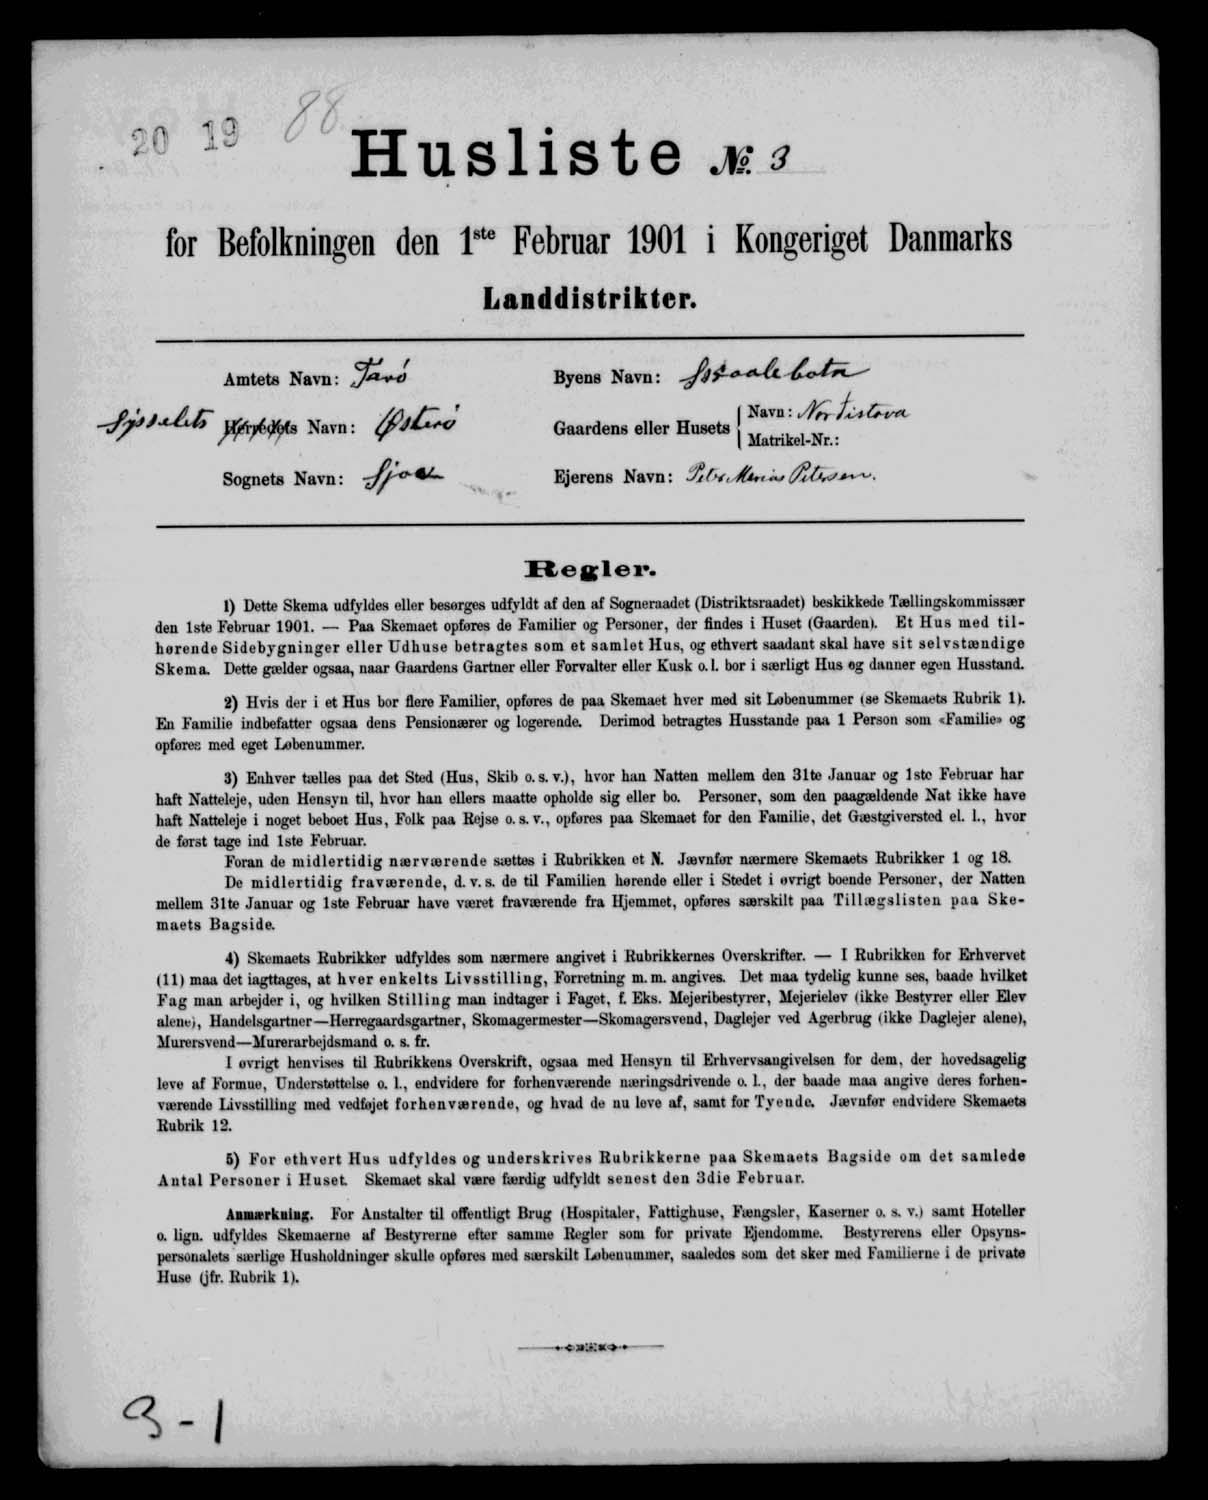 20 19 88
Husliste №. 3
for Befolkningen den 1ste Februar 1901 i Kongeriget Danmarks
Landdistrikter.
Amtets Navn: Færø
Byens Navn: Skaalebotn
Sysselets Herredets Navn: Østerø
Gaardens eller Husets Navn: Nordistova
Matrikel-Nr.:
Sognets Navn: Sjov
Ejerens Navn: Peter Marius Petersen.
Regler.
1) Dette Skema udfyldes eller besørges udfyldt af den af Sogneraadet (Distriktsraadet) beskikkede Tællingskommissær
den 1ste Februar 1901. — Paa Skemaet opføres de Familier og Personer, der findes i Huset (Gaarden). Et Hus med til-
hørende Sidebygninger eller Udhuse betragtes som et samlet Hus, og ethvert saadant skal have sit selvstændige
Skema. Dette gælder ogsaa, naar Gaardens Gartner eller Forvalter eller Kusk o. l. bor i særligt Hus og danner egen Husstand.
2) Hvis der i et Hus bor flere Familier, opføres de paa Skemaet hver med sit Løbenummer (se Skemaets Rubrik 1).
En Familie indbefatter ogsaa dens Pensionærer og logerende. Derimod betragtes Husstande paa 1 Person som «Familie» og
opføres med eget Løbenummer.
3) Enhver tælles paa det Sted (Hus, Skib o. s. v.), hvor han Natten mellem den 31te Januar og 1ste Februar har
haft Natteleje, uden Hensyn til, hvor han ellers maatte opholde sig eller bo. Personer, som den paagældende Nat ikke have
haft Natteleje i noget beboet Hus, Folk paa Rejse o. s. v., opføres paa Skemaet for den Familie, det Gæstgiversted el. l., hvor
de først tage ind 1ste Februar.
Foran de midlertidig nærværende sættes i Rubrikken et N. Jævnfør nærmere Skemaets Rubrikker 1 og 18.
De midlertidig fraværende, d. v. s. de til Familien hørende eller i Stedet i øvrigt boende Personer, der Natten
mellem 31te Januar og 1ste Februar have været fraværende fra Hjemmet, opføres særskilt paa Tillægslisten paa Ske-
maets Bagside.
4) Skemaets Rubrikker udfyldes som nærmere angivet i Rubrikkernes Overskrifter. — I Rubrikken for Erhvervet
(11) maa det iagttages, at hver enkelts Livsstilling, Forretning m. m. angives. Det maa tydelig kunne ses, baade hvilket
Fag man arbejder i, og hvilken Stilling man indtager i Faget, f. Eks. Mejeribestyrer, Mejerielev (ikke Bestyrer eller Elev
alene), Handelsgartner—Herregaardsgartner, Skomagermester—Skomagersvend, Daglejer ved Agerbrug (ikke Daglejer alene),
Murersvend—Murerarbejdsmand o. s. fr.
I øvrigt henvises til Rubrikkens Overskrift, ogsaa med Hensyn til Erhvervsangivelsen for dem, der hovedsagelig
leve af Formue, Understøttelse o. l., endvidere for forhenværende næringsdrivende o. l., der baade maa angive deres forhen-
værende Livsstilling med vedføjet forhenværende, og hvad de nu leve af, samt for Tyende. Jævnfør endvidere Skemaets
Rubrik 12.
5) For ethvert Hus udfyldes og underskrives Rubrikkerne paa Skemaets Bagside om det samlede
Antal Personer i Huset. Skemaet skal være færdig udfyldt senest den 3die Februar.
Anmærkning. For Anstalter til offentligt Brug (Hospitaler, Fattighuse, Fængsler, Kaserner o. s. v.) samt Hoteller
o. lign. udfyldes Skemaerne af Bestyrerne efter samme Regler som for private Ejendomme. Bestyrerens eller Opsyns-
personalets særlige Husholdninger skulle opføres med særskilt Løbenummer, saaledes som det sker med Familierne i de private
Huse (jfr. Rubrik 1).
3-1